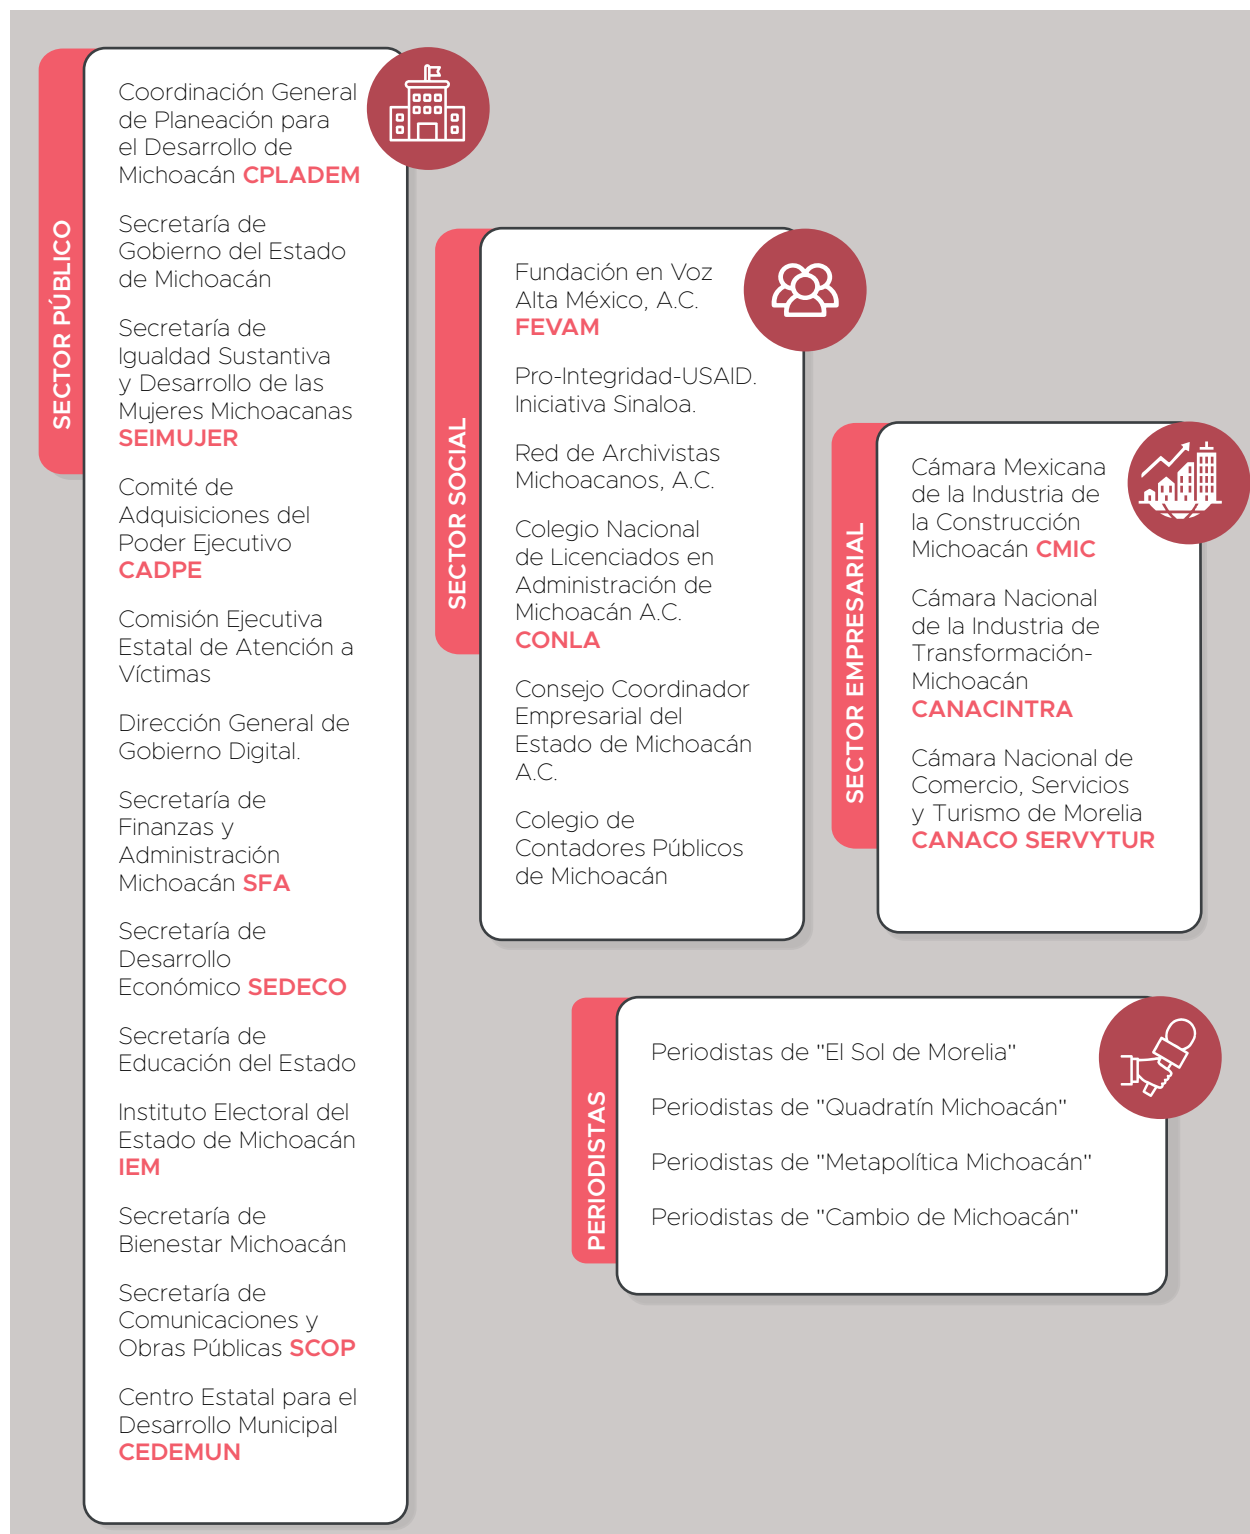 SECTOR PÚBLICO
Coordinación General
de Planeación para
el Desarrollo de
Michoacán CPLADEM
Secretaría de
Gobierno del Estado
de Michoacán
Secretaría de
Igualdad Sustantiva
y Desarrollo de las
Mujeres Michoacanas
SEIMUJER
Comité de
Adquisiciones del
Poder Ejecutivo
CADPE
Comisión Ejecutiva
Estatal de Atención a
Víctimas
Dirección General de
Gobierno Digital.
Secretaría de
Finanzas y
Administración
Michoacán SFA
Secretaría de
Desarrollo
Económico SEDECO
Secretaría de
Educación del Estado
Instituto Electoral del
Estado de Michoacán
IEM
Secretaría de
Bienestar Michoacán
Secretaría de
Comunicaciones y
Obras Públicas SCOP
Centro Estatal para el
Desarrollo Municipal
CEDEMUN
SECTOR SOCIAL
Fundación en Voz
Alta México, A.C.
FEVAM
Pro-Integridad-USAID.
Iniciativa Sinaloa.
Red de Archivistas
Michoacanos, A.C.
Colegio Nacional
de Licenciados en
Administración de
Michoacán A.C.
CONLA
Consejo Coordinador
Empresarial del
Estado de Michoacán
A.C.
Colegio de
Contadores Públicos
de Michoacán
SECTOR EMPRESARIAL
Cámara Mexicana
de la Industria de
la Construcción
Michoacán CMIC
Cámara Nacional
de la Industria de
Transformación-
Michoacán
CANACINTRA
Cámara Nacional de
Comercio, Servicios
y Turismo de Morelia
CANACO SERVYTUR
PERIODISTAS
Periodistas de "El Sol de Morelia"
Periodistas de "Quadratín Michoacán"
Periodistas de "Metapolítica Michoacán"
Periodistas de "Cambio de Michoacán"